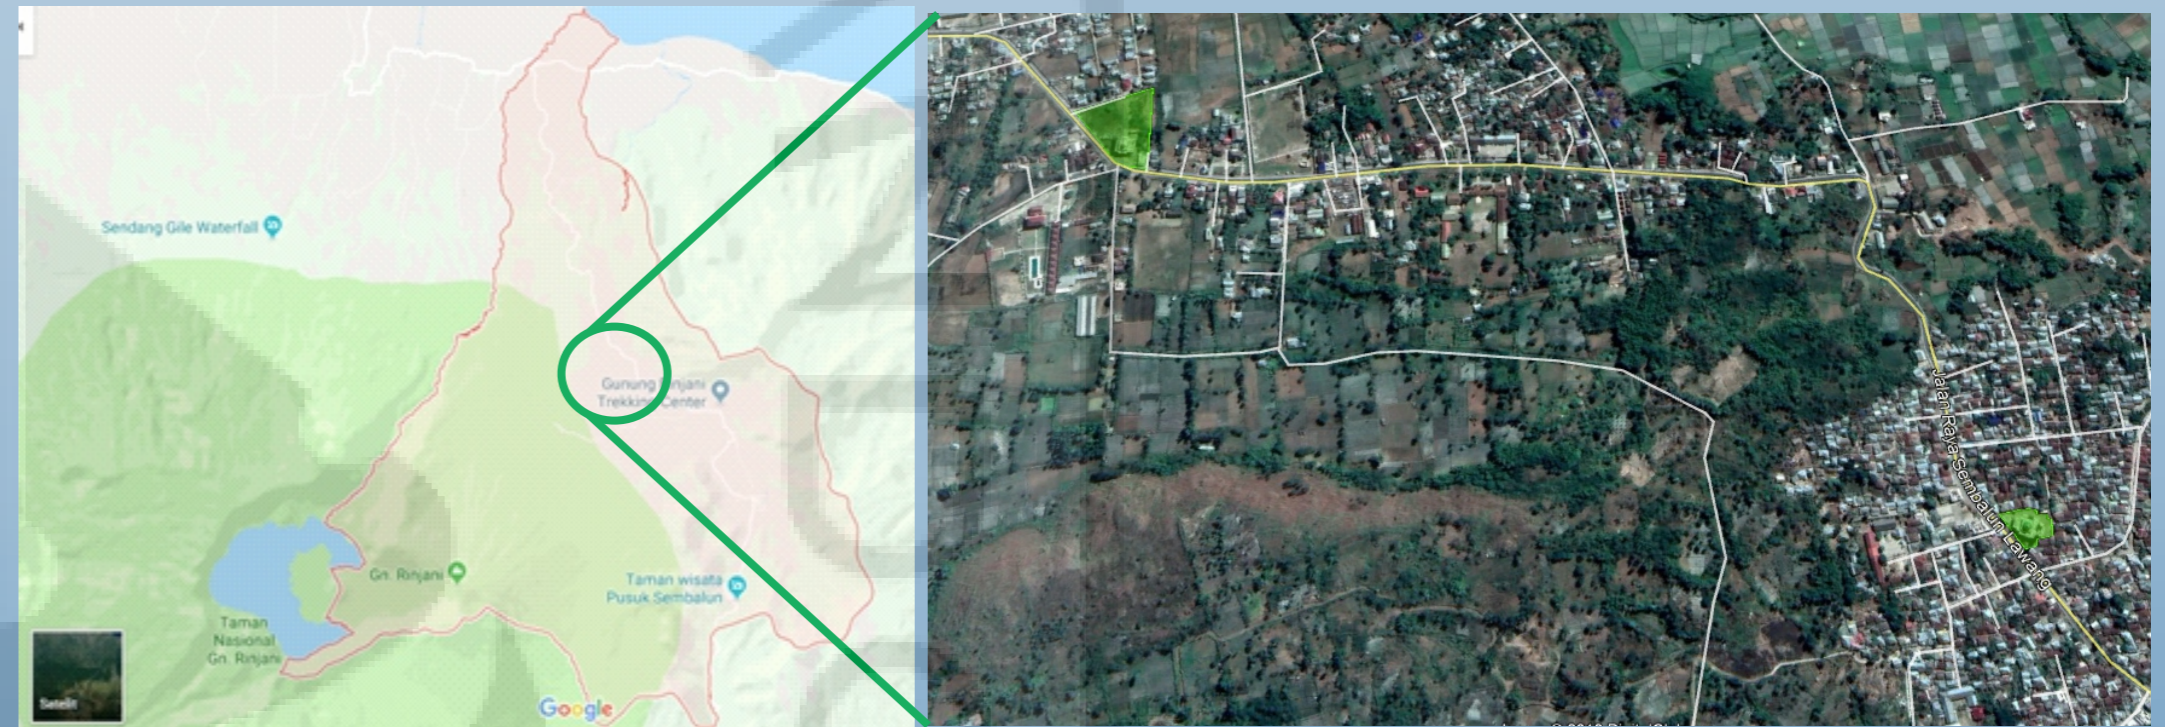 Sendang Gile Waterfall
Gunung Rinjani
Trekking Center
Gn. Rinjani
Taman wisata
Pusuk Sembalun
Taman
Nasional
Gn. Rinjani
Satelit
Google
Jalan Raya Sembalun Lawang